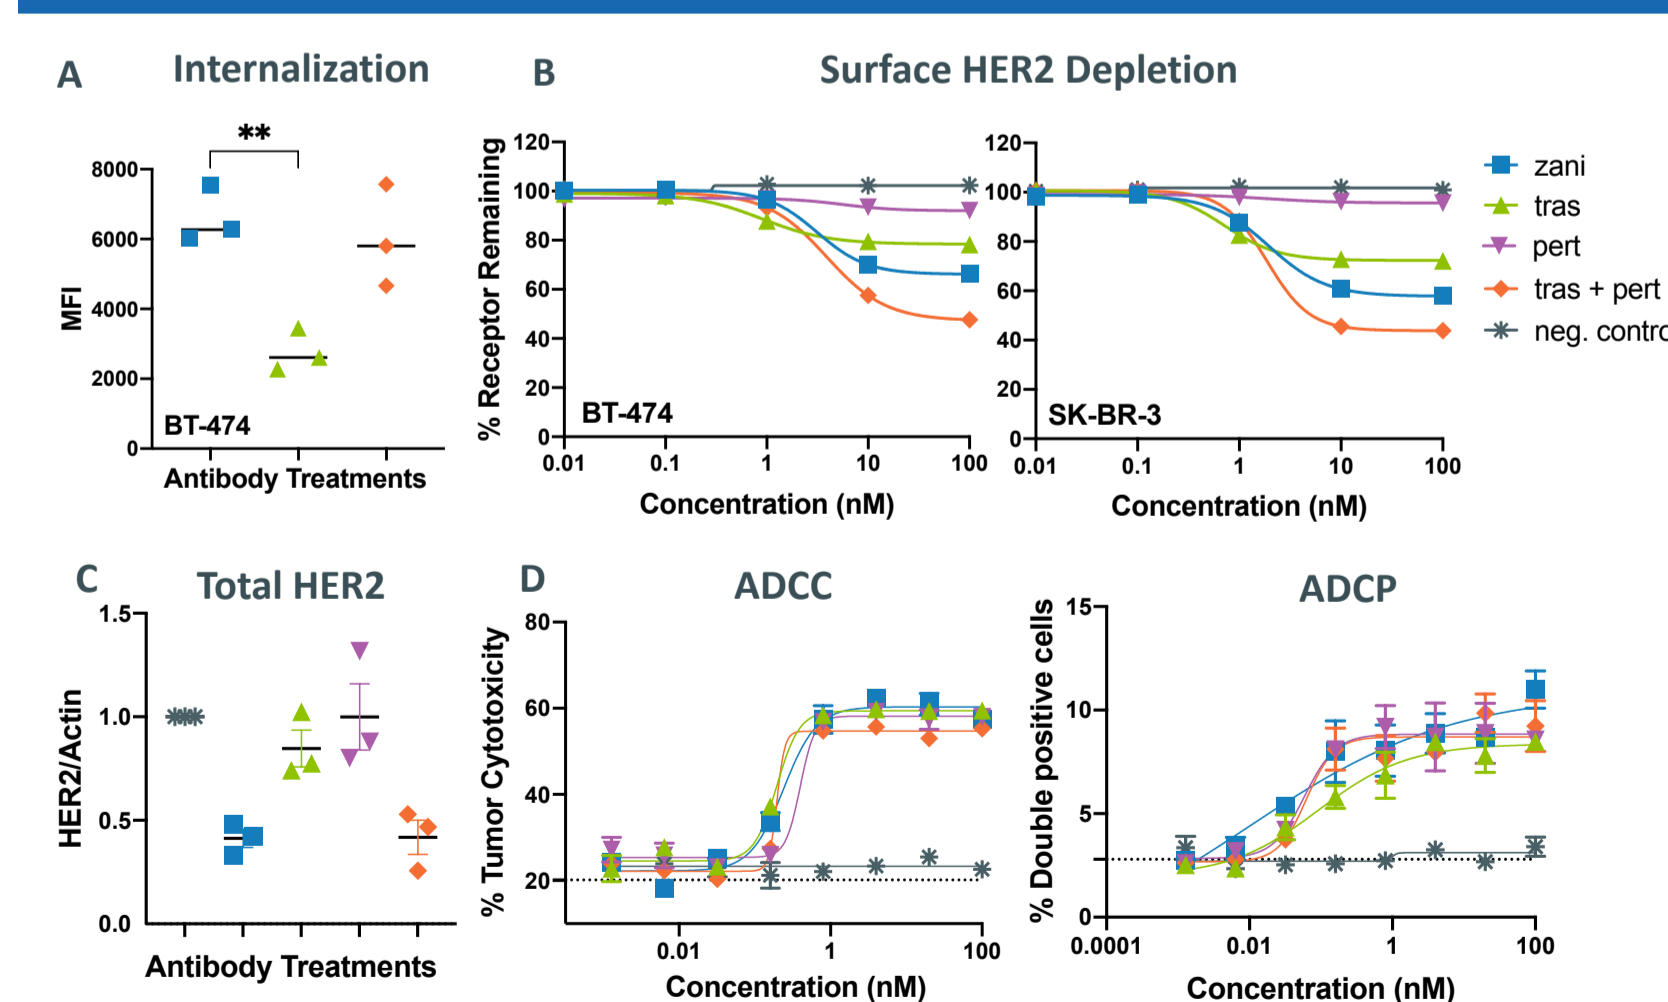 A
Internalization
**
8000
6000
4000
2000
0
MFI
BT-474
Antibody Treatments
B
Surface HER2 Depletion
120
100
80
60
40
20
0
% Receptor Remaining
BT-474
0.01 0.1 1 10 100
Concentration (nM)
120
100
80
60
40
20
0
SK-BR-3
0.01 0.1 1 10 100
Concentration (nM)
zani
tras
pert
tras + pert
neg. contro
C
Total HER2
1.5
1.0
0.5
0.0
HER2/Actin
Antibody Treatments
D
ADCC
80
60
40
20
% Tumor Cytotoxicity
0.01 1 100
Concentration (nM)
ADCP
15
10
5
0
% Double positive cells
0.0001 0.01 1 100
Concentration (nM)